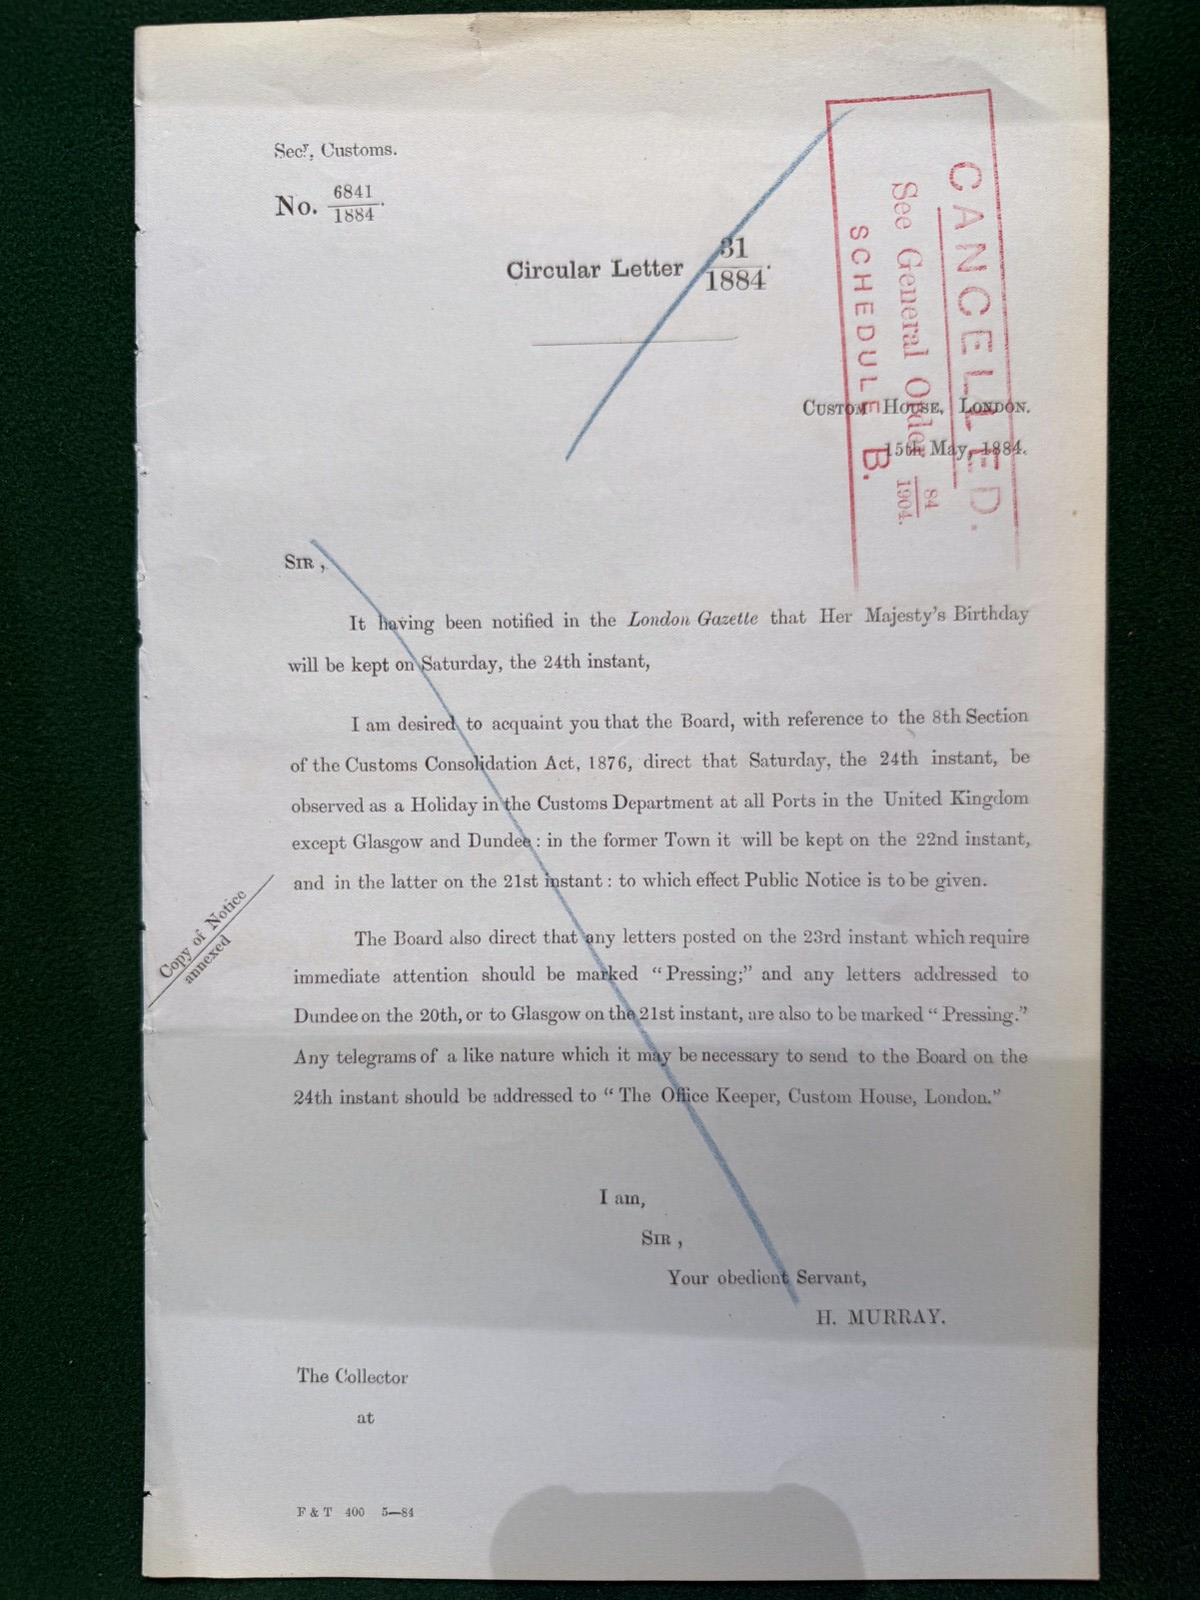 Secʳ, Customs.
No. 6841/1884.
Circular Letter 31/1884.
CANCELLED.
See General Order 84/1904.
SCHEDULE B.
Custom House, London.
15th May, 1884.
Sir,
It having been notified in the London Gazette that Her Majesty's Birthday
will be kept on Saturday, the 24th instant,
I am desired to acquaint you that the Board, with reference to the 8th Section
of the Customs Consolidation Act, 1876, direct that Saturday, the 24th instant, be
observed as a Holiday in the Customs Department at all Ports in the United Kingdom
except Glasgow and Dundee: in the former Town it will be kept on the 22nd instant,
and in the latter on the 21st instant: to which effect Public Notice is to be given.
Copy of Notice
annexed
The Board also direct that any letters posted on the 23rd instant which require
immediate attention should be marked "Pressing;" and any letters addressed to
Dundee on the 20th, or to Glasgow on the 21st instant, are also to be marked "Pressing."
Any telegrams of a like nature which it may be necessary to send to the Board on the
24th instant should be addressed to "The Office Keeper, Custom House, London."
I am,
Sir,
Your obedient Servant,
H. MURRAY.
The Collector
at
F & T 400 5—84